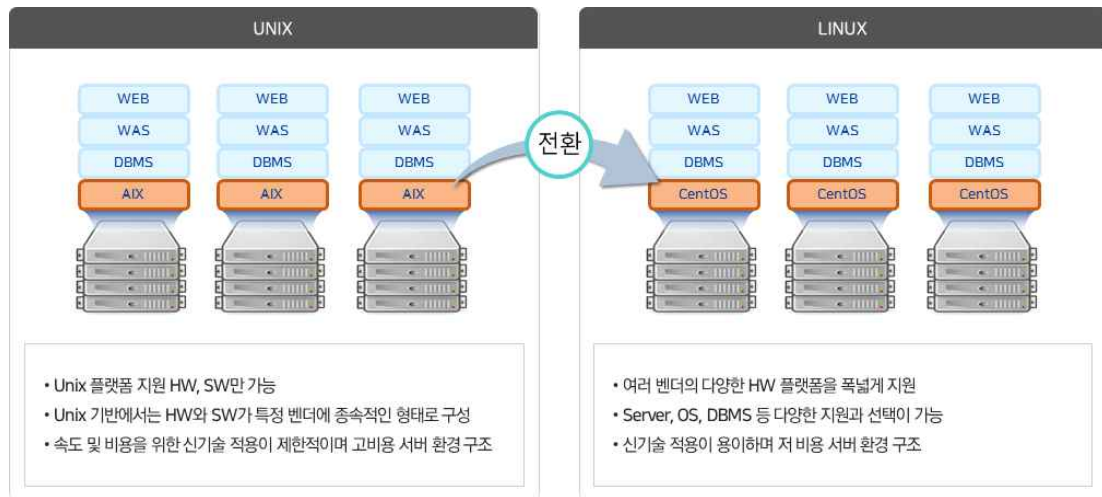 UNIX
WEB WEB WEB
WAS WAS WAS
DBMS DBMS DBMS
AIX AIX AIX
• Unix 플랫폼 지원 HW, SW만 가능
• Unix 기반에서는 HW와 SW가 특정 벤더에 종속적인 형태로 구성
• 속도 및 비용을 위한 신기술 적용이 제한적이며 고비용 서버 환경 구조
전환
LINUX
WEB WEB WEB
WAS WAS WAS
DBMS DBMS DBMS
CentOS CentOS CentOS
• 여러 벤더의 다양한 HW 플랫폼을 폭넓게 지원
• Server, OS, DBMS 등 다양한 지원과 선택이 가능
• 신기술 적용이 용이하며 저 비용 서버 환경 구조